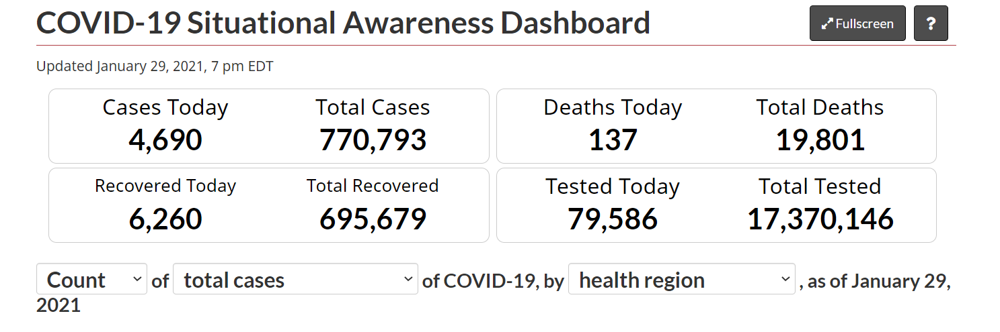 COVID-19 Situational Awareness Dashboard
Fullscreen
?
Updated January 29, 2021, 7 pm EDT
Cases Today Total Cases Deaths Today Total Deaths
4,690 770,793 137 19,801
Recovered Today Total Recovered Tested Today Total Tested
6,260 695,679 79,586 17,370,146
Count of total cases of COVID-19, by health region , as of January 29,
2021